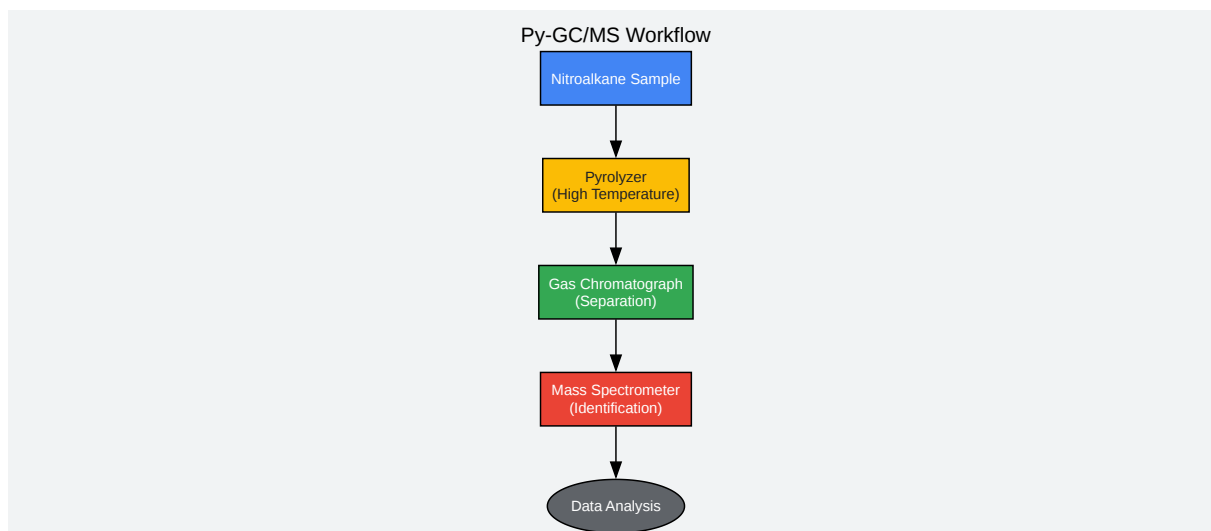 Py-GC/MS Workflow
Nitroalkane Sample
Pyrolyzer
(High Temperature)
Gas Chromatograph
(Separation)
Mass Spectrometer
(Identification)
Data Analysis